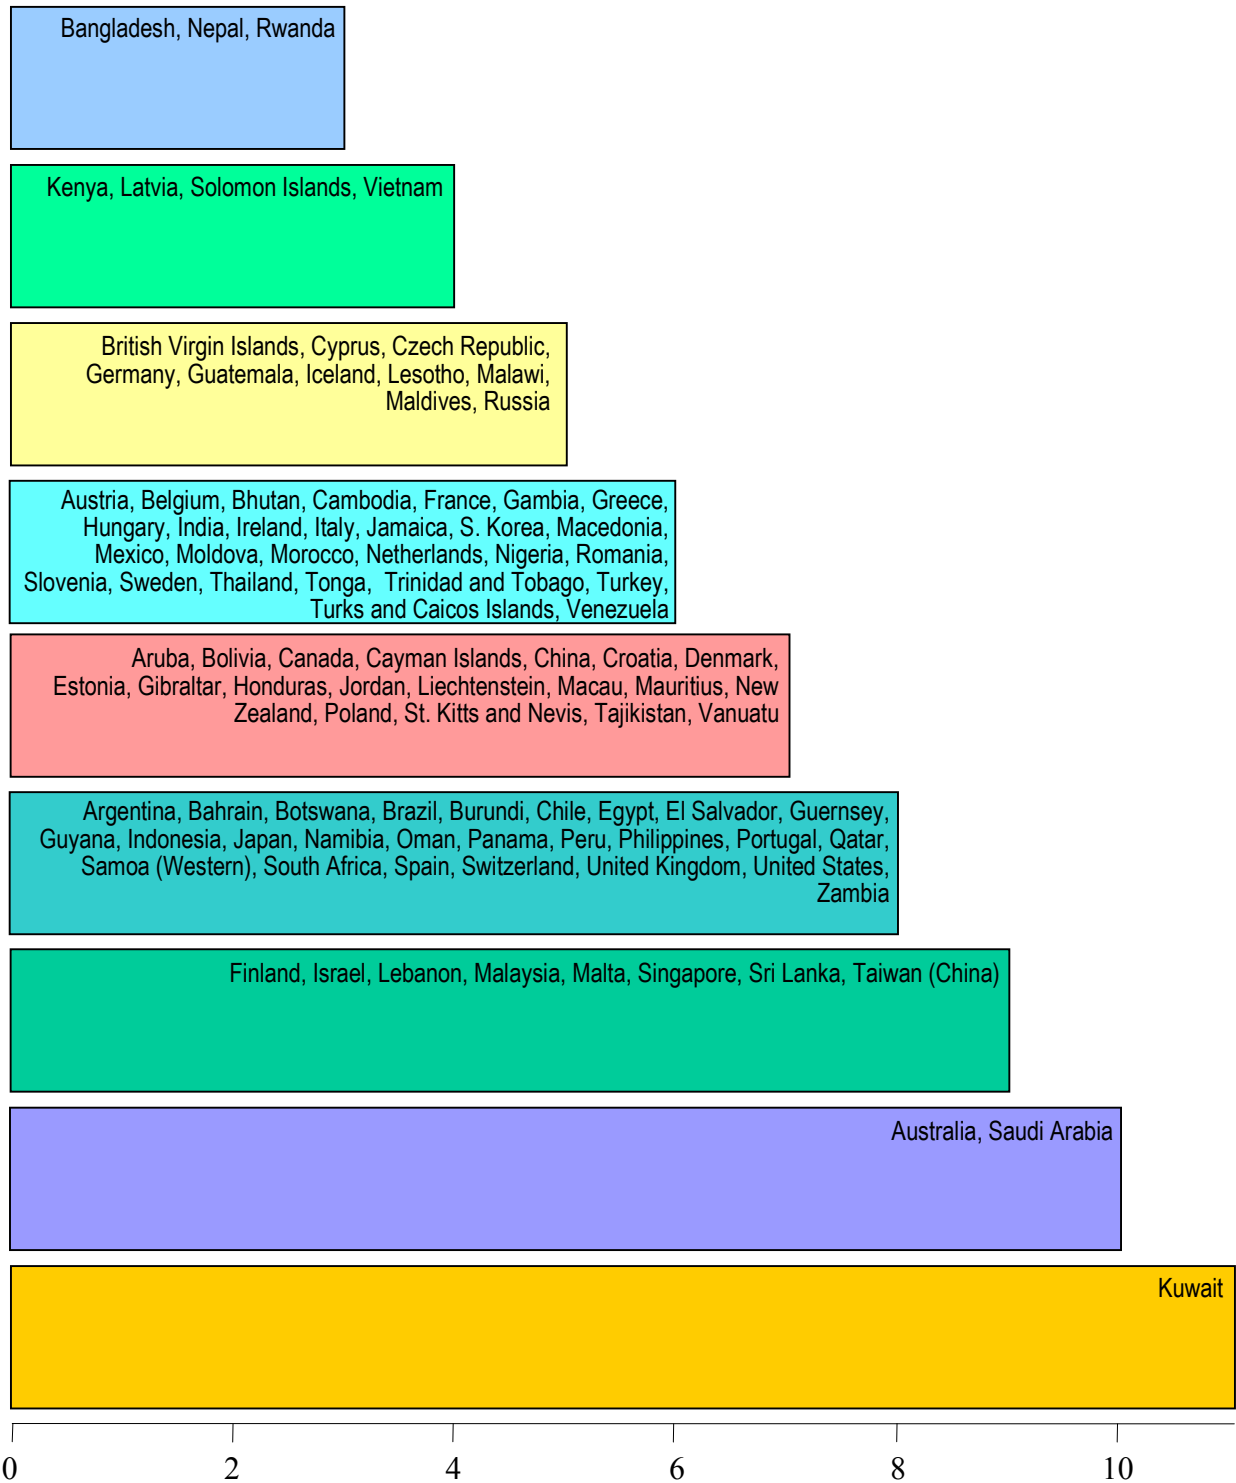 Bangladesh, Nepal, Rwanda
Kenya, Latvia, Solomon Islands, Vietnam
British Virgin Islands, Cyprus, Czech Republic,
Germany, Guatemala, Iceland, Lesotho, Malawi,
Maldives, Russia
Austria, Belgium, Bhutan, Cambodia, France, Gambia, Greece,
Hungary, India, Ireland, Italy, Jamaica, S. Korea, Macedonia,
Mexico, Moldova, Morocco, Netherlands, Nigeria, Romania,
Slovenia, Sweden, Thailand, Tonga, Trinidad and Tobago, Turkey,
Turks and Caicos Islands, Venezuela
Aruba, Bolivia, Canada, Cayman Islands, China, Croatia, Denmark,
Estonia, Gibraltar, Honduras, Jordan, Liechtenstein, Macau, Mauritius, New
Zealand, Poland, St. Kitts and Nevis, Tajikistan, Vanuatu
Argentina, Bahrain, Botswana, Brazil, Burundi, Chile, Egypt, El Salvador, Guernsey,
Guyana, Indonesia, Japan, Namibia, Oman, Panama, Peru, Philippines, Portugal, Qatar,
Samoa (Western), South Africa, Spain, Switzerland, United Kingdom, United States,
Zambia
Finland, Israel, Lebanon, Malaysia, Malta, Singapore, Sri Lanka, Taiwan (China)
Australia, Saudi Arabia
Kuwait
0 2 4 6 8 10